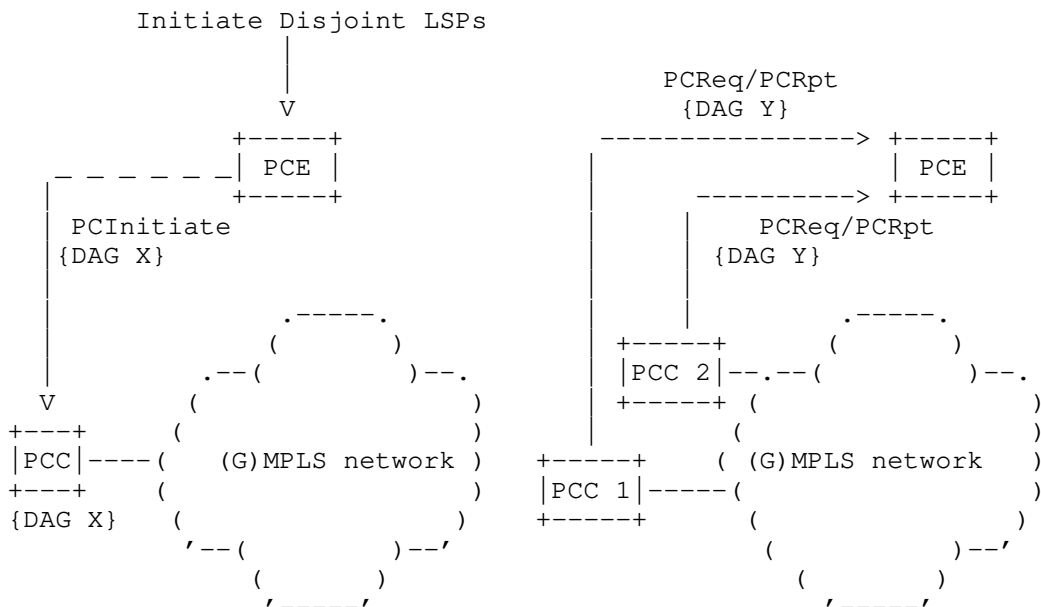 Initiate Disjoint LSPs
PCReq/PCRpt
V {DAG Y}
PCE PCE
PCInitiate PCReq/PCRpt
{DAG X} {DAG Y}
PCC 2
V
PCC (G)MPLS network (G)MPLS network
PCC 1
{DAG X}